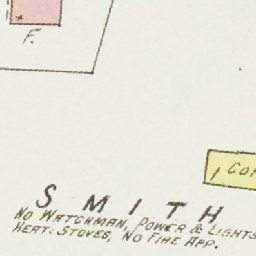 F.
1 CO
S M I T H
NO WATCHMAN, POWER & LIGHTS
HEAT: STOVES, NO FIRE APP.